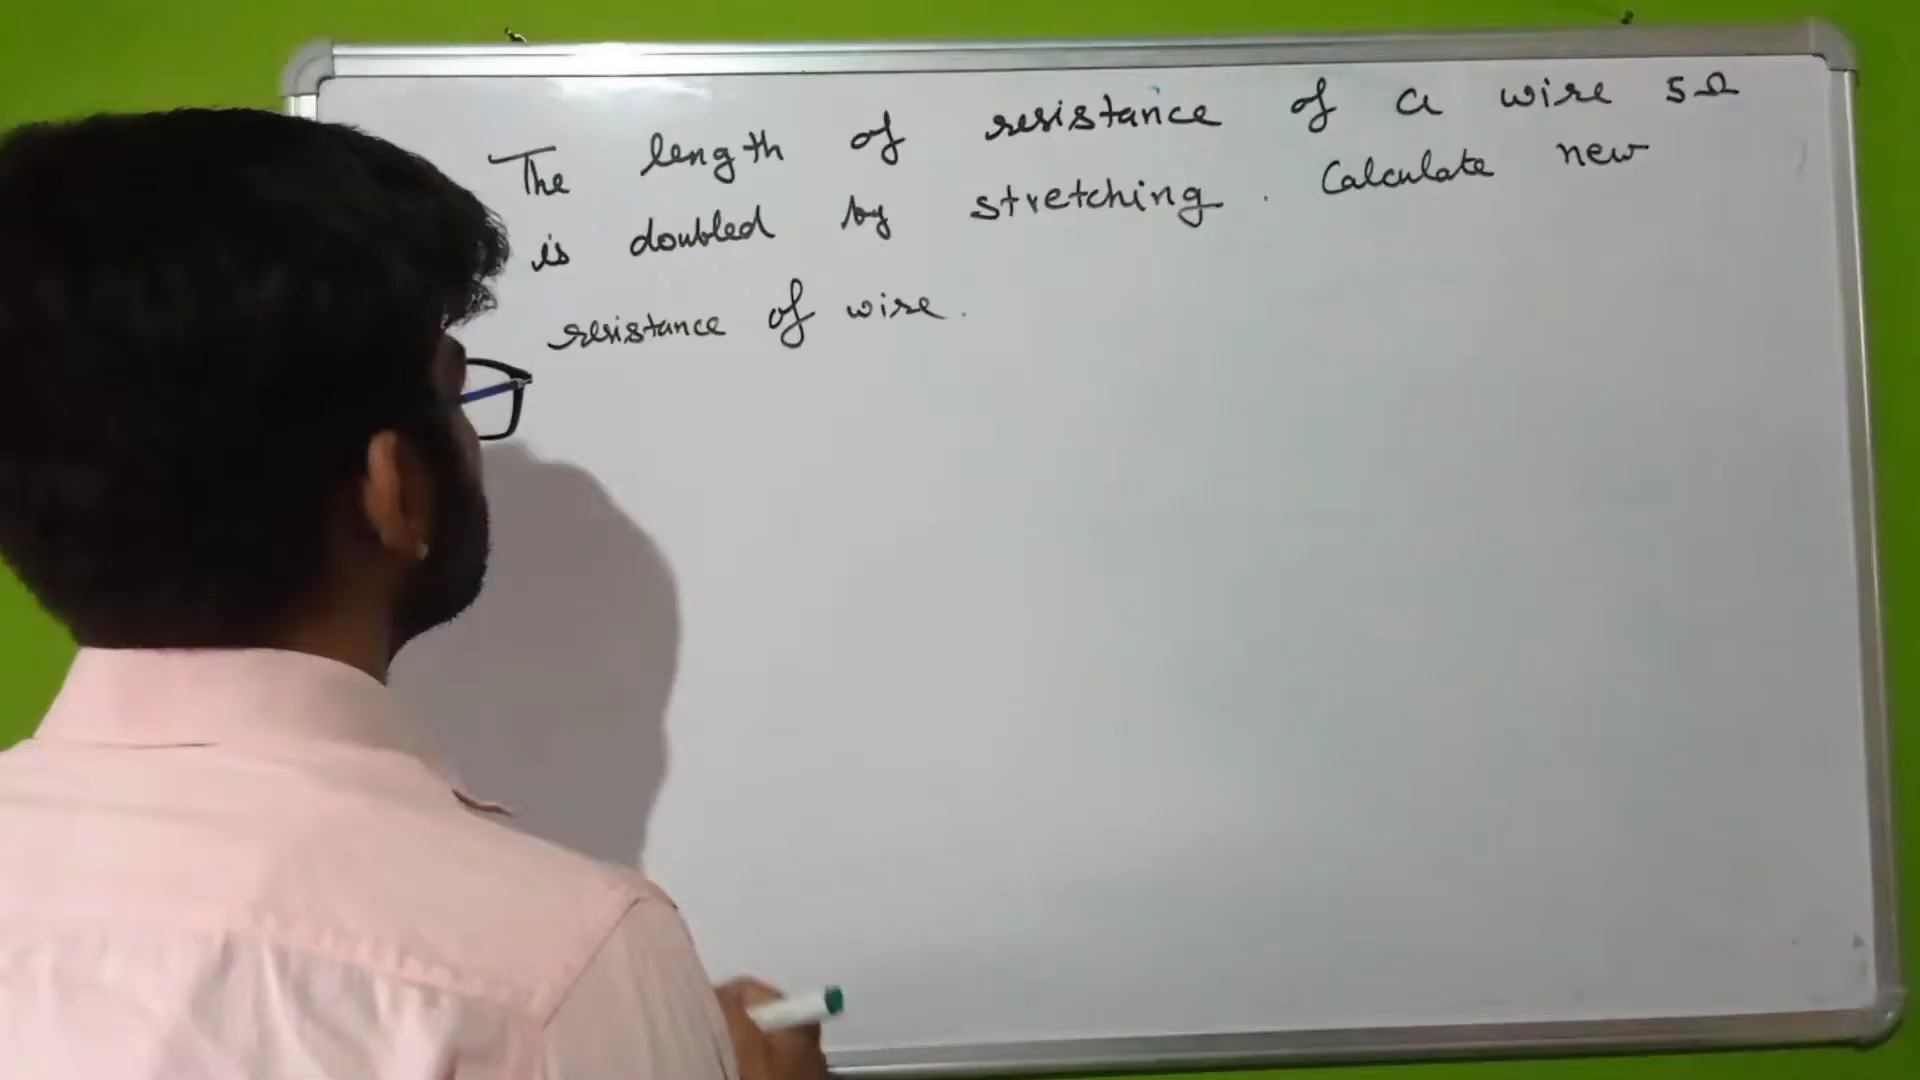 The length of resistance of a wire 5Ω
is doubled by stretching. Calculate new
resistance of wire.